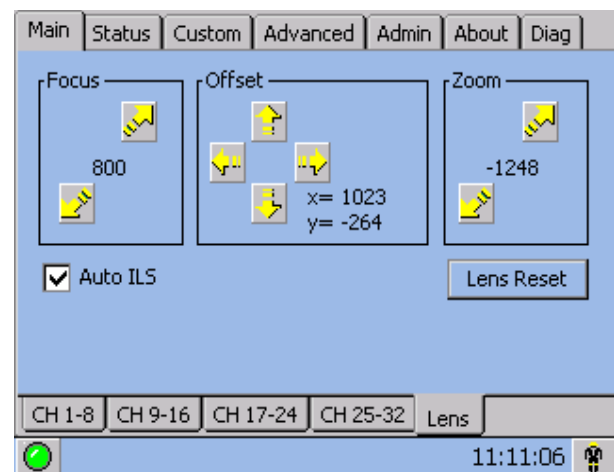 Main Status Custom Advanced Admin About Diag
Focus Offset Zoom
800 -1248
x= 1023
y= -264
Auto ILS Lens Reset
CH 1-8 CH 9-16 CH 17-24 CH 25-32 Lens
11:11:06